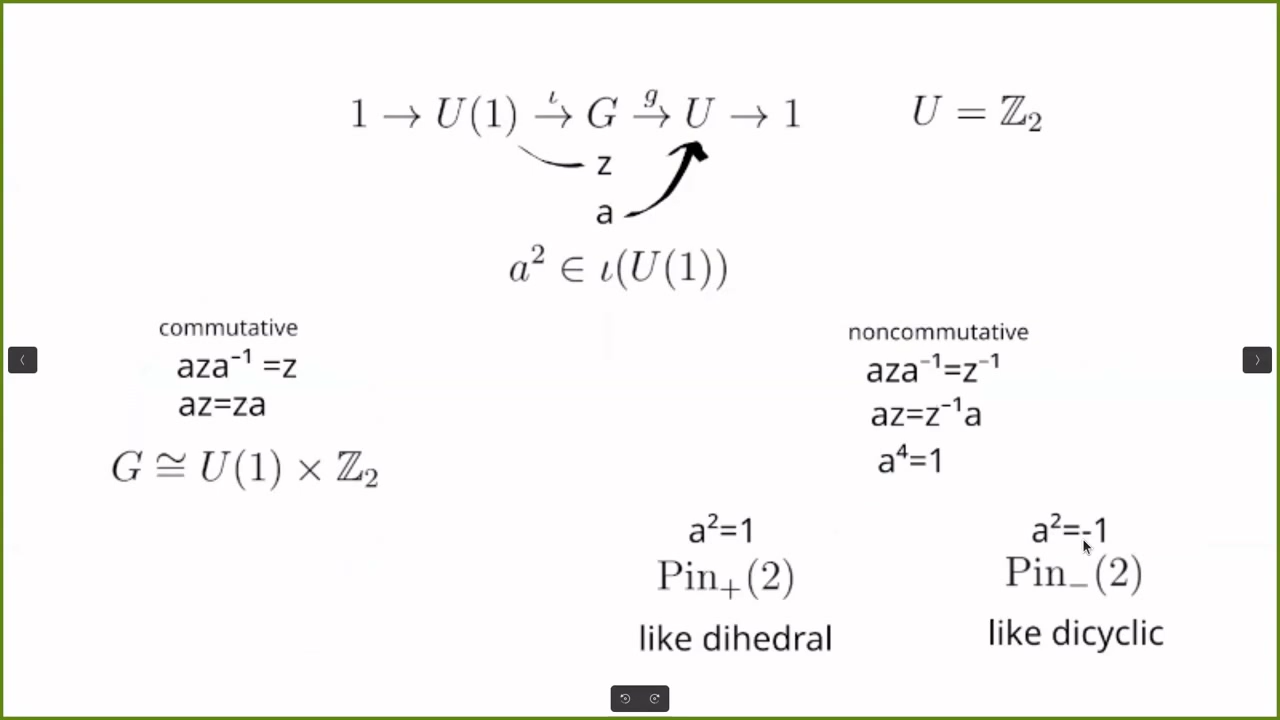 1 → U(1) →ι G →g U → 1
U = ℤ₂
z
a
a² ∈ ι(U(1))
commutative
aza⁻¹ =z
az=za
G ≅ U(1) × ℤ₂
noncommutative
aza⁻¹=z⁻¹
az=z⁻¹a
a⁴=1
a²=1
Pin₊(2)
like dihedral
a²=-1
Pin₋(2)
like dicyclic